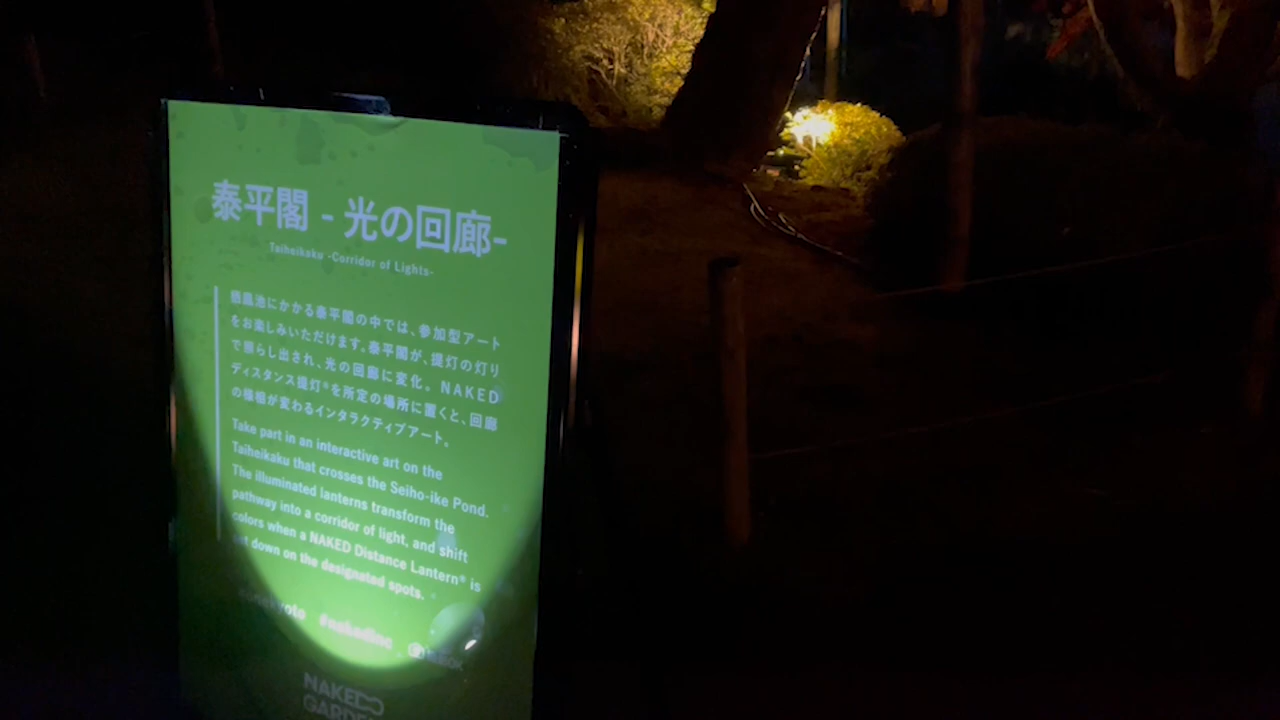 泰平閣 - 光の回廊-
Taiheikaku -Corridor of Lights-
栖鳳池にかかる泰平閣の中では、参加型アート
をお楽しみいただけます。泰平閣が、提灯の灯り
で照らし出され、光の回廊に変化。NAKED
ディスタンス提灯®を所定の場所に置くと、回廊
の様相が変わるインタラクティブアート。
Take part in an interactive art on the
Taiheikaku that crosses the Seiho-ike Pond.
The illuminated lanterns transform the
pathway into a corridor of light, and shift
colors when a NAKED Distance Lantern® is
set down on the designated spots.
#nakedinc
NAKED
GARDEN